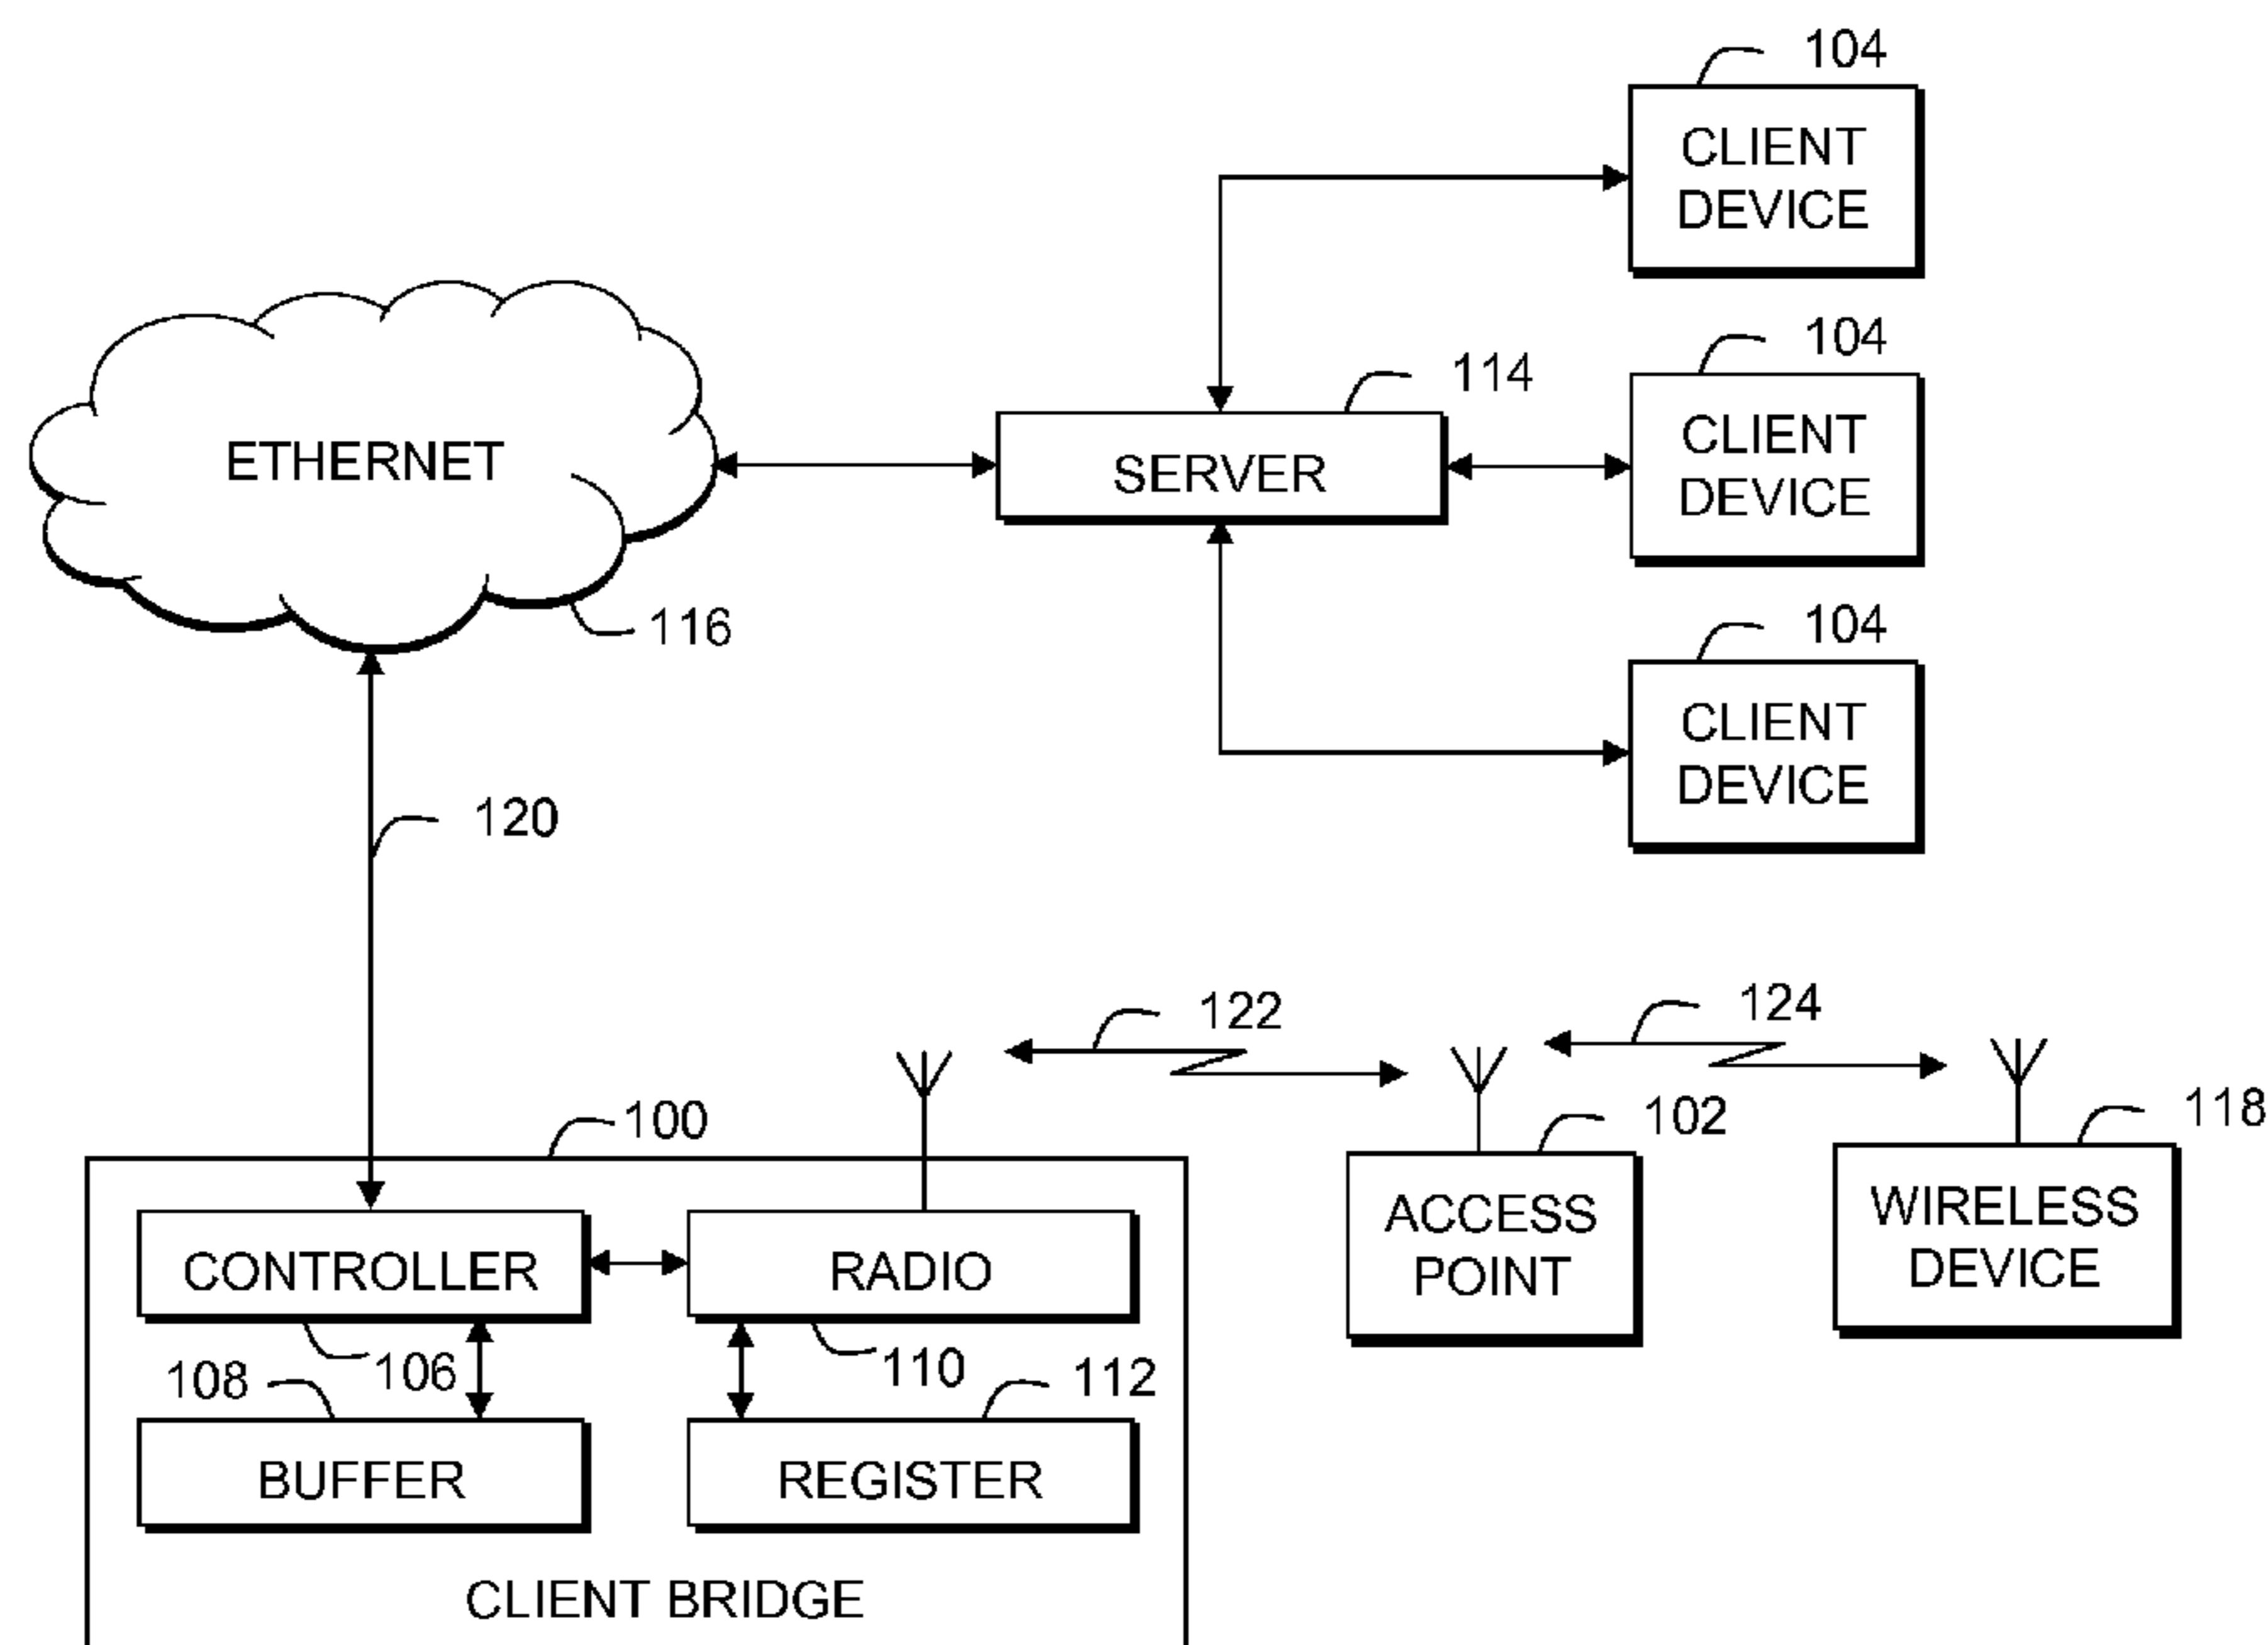 104
CLIENT
DEVICE
104
CLIENT
DEVICE
114
ETHERNET
SERVER
116
104
CLIENT
DEVICE
120
122
124
100
102
118
CONTROLLER
RADIO
ACCESS
POINT
WIRELESS
DEVICE
108
106
110
112
BUFFER
REGISTER
CLIENT BRIDGE